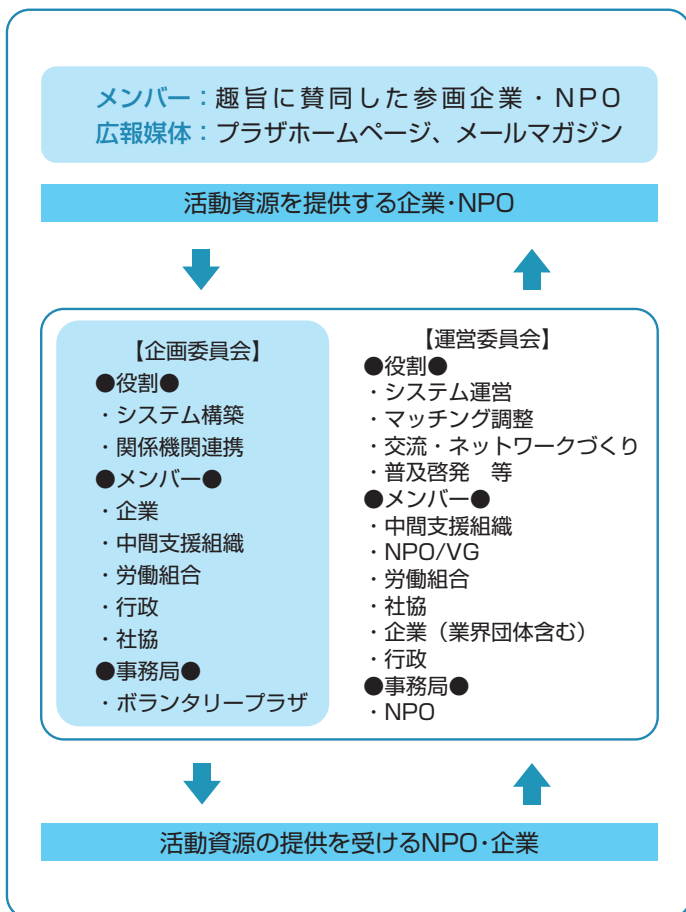 メンバー：趣旨に賛同した参画企業・NPO
広報媒体：プラザホームページ、メールマガジン
活動資源を提供する企業・NPO
【企画委員会】
●役割●
・システム構築
・関係機関連携
●メンバー●
・企業
・中間支援組織
・労働組合
・行政
・社協
●事務局●
・ボランタリープラザ
【運営委員会】
●役割●
・システム運営
・マッチング調整
・交流・ネットワークづくり
・普及啓発　等
●メンバー●
・中間支援組織
・NPO/VG
・労働組合
・社協
・企業（業界団体含む）
・行政
●事務局●
・NPO
活動資源の提供を受けるNPO・企業